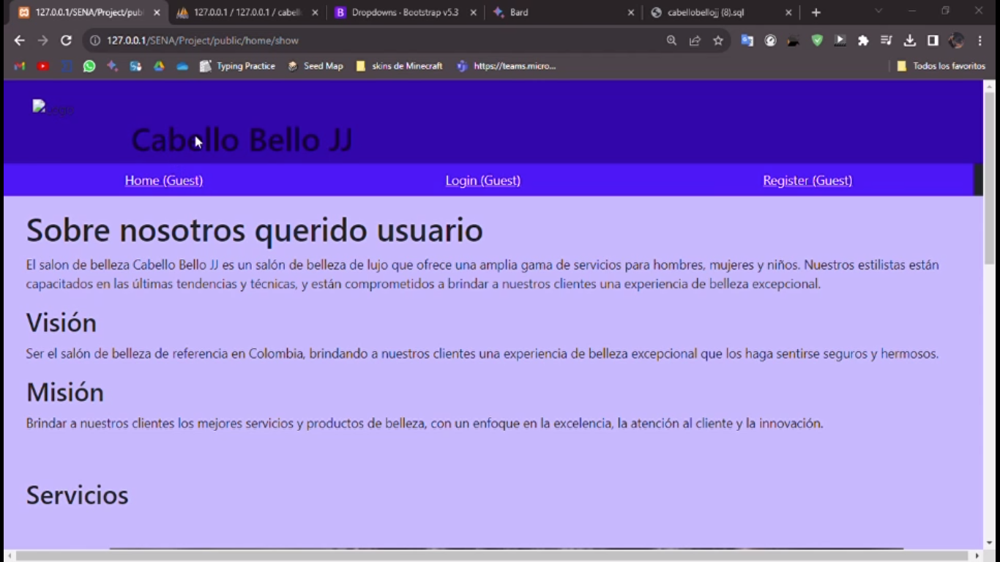 127.0.0.1/SENA/Project/publ
127.0.0.1 / 127.0.0.1 / cabell
Dropdowns · Bootstrap v5.3
Bard
cabellobellojj (8).sql
127.0.0.1/SENA/Project/public/home/show
Typing Practice
Seed Map
skins de Minecraft
https://teams.micro...
Todos los favoritos
Cabello Bello JJ
Home (Guest)
Login (Guest)
Register (Guest)
Sobre nosotros querido usuario
El salon de belleza Cabello Bello JJ es un salón de belleza de lujo que ofrece una amplia gama de servicios para hombres, mujeres y niños. Nuestros estilistas están
capacitados en las últimas tendencias y técnicas, y están comprometidos a brindar a nuestros clientes una experiencia de belleza excepcional.
Visión
Ser el salón de belleza de referencia en Colombia, brindando a nuestros clientes una experiencia de belleza excepcional que los haga sentirse seguros y hermosos.
Misión
Brindar a nuestros clientes los mejores servicios y productos de belleza, con un enfoque en la excelencia, la atención al cliente y la innovación.
Servicios